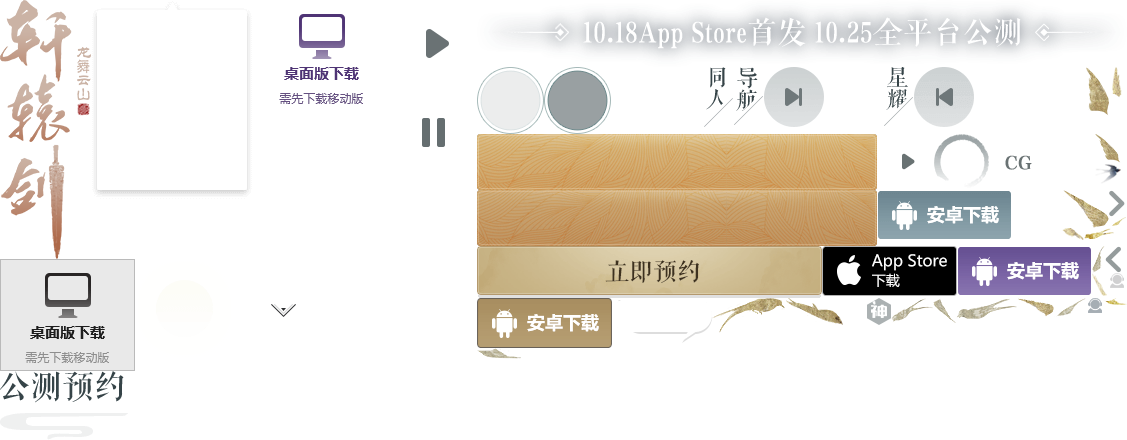 轩辕剑
龙舞云山
桌面版下载
需先下载移动版
10.18App Store首发 10.25全平台公测
同人
导航
星耀
CG
安卓下载
立即预约
App Store
下载
安卓下载
安卓下载
神
桌面版下载
需先下载移动版
公测预约